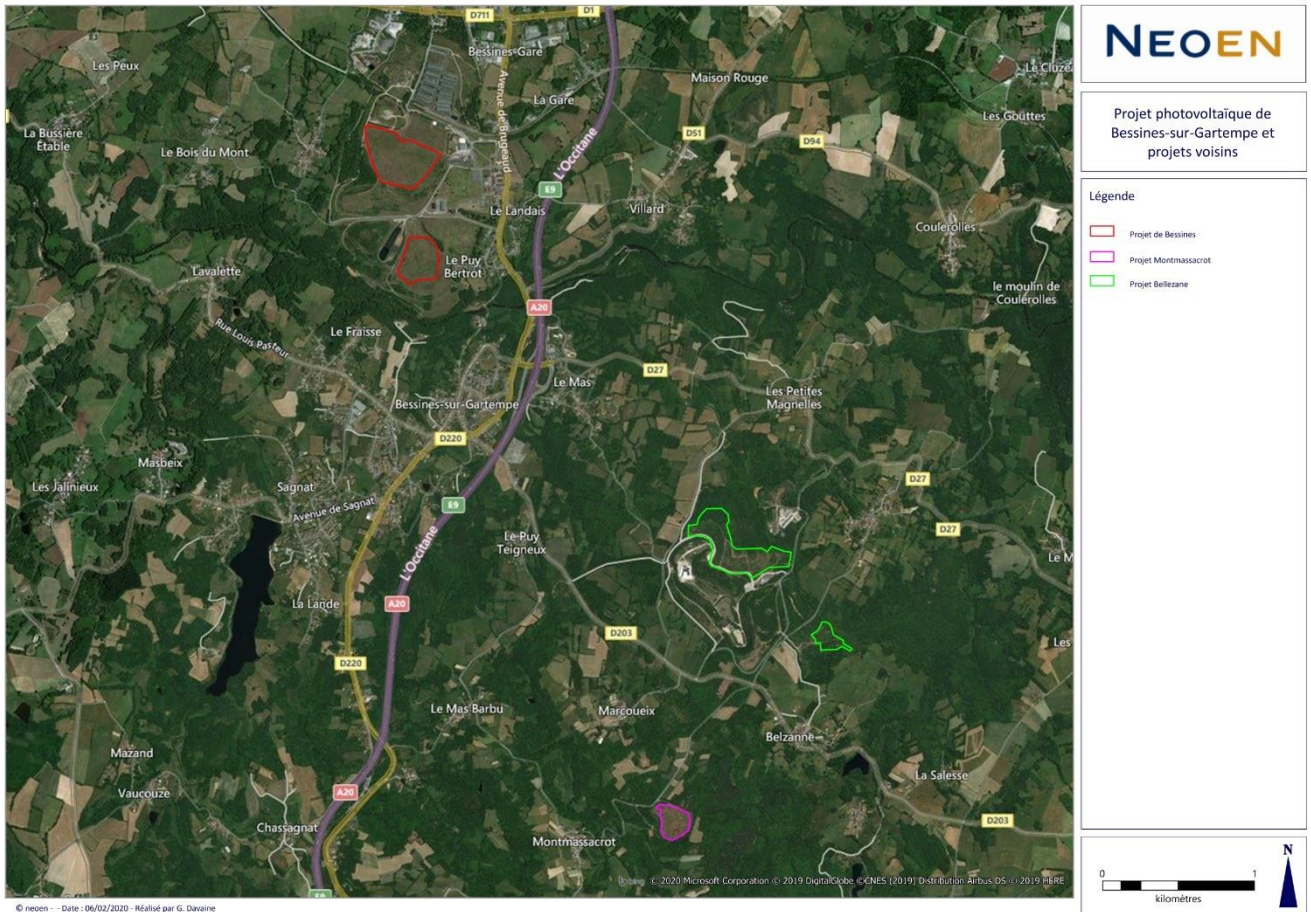 D711
D1
Bessines-Gare
Les Peux
Maison Rouge
Avenue de Brugeaud
La Gare
Les Gouttes
La Bussière
Étable
D51
D94
Le Bois du Mont
L'Occitane
E9
Le Landais
Villard
Coulerolles
Le Puy
Bertrot
Lavalette
le moulin de
Coulerolles
A20
Rue Louis Pasteur
Le Fraisse
D27
Le Mas
Les Petites
Magnelles
Bessines-sur-Gartempe
D220
Masbeix
Les Jalinieux
Sagnat
D27
Avenue de Sagnat
E9
D27
Le Puy
Teigneux
L'Occitane
La Lande
A20
D203
Les
D220
Le Mas Barbu
Marcoueix
Belzanne
Mazand
La Salesse
Vaucouze
A20
Chassagnat
D203
Montmassacrot
E9
bing © 2020 Microsoft Corporation © 2019 DigitalGlobe ©CNES (2019) Distribution Airbus DS © 2019 HERE
© neoen - - Date : 06/02/2020 - Réalisé par G. Davaine
NEOEN
Projet photovoltaïque de
Bessines-sur-Gartempe et
projets voisins
Légende
Projet de Bessines
Projet Montmassacrot
Projet Bellezane
N
0 1
kilomètres